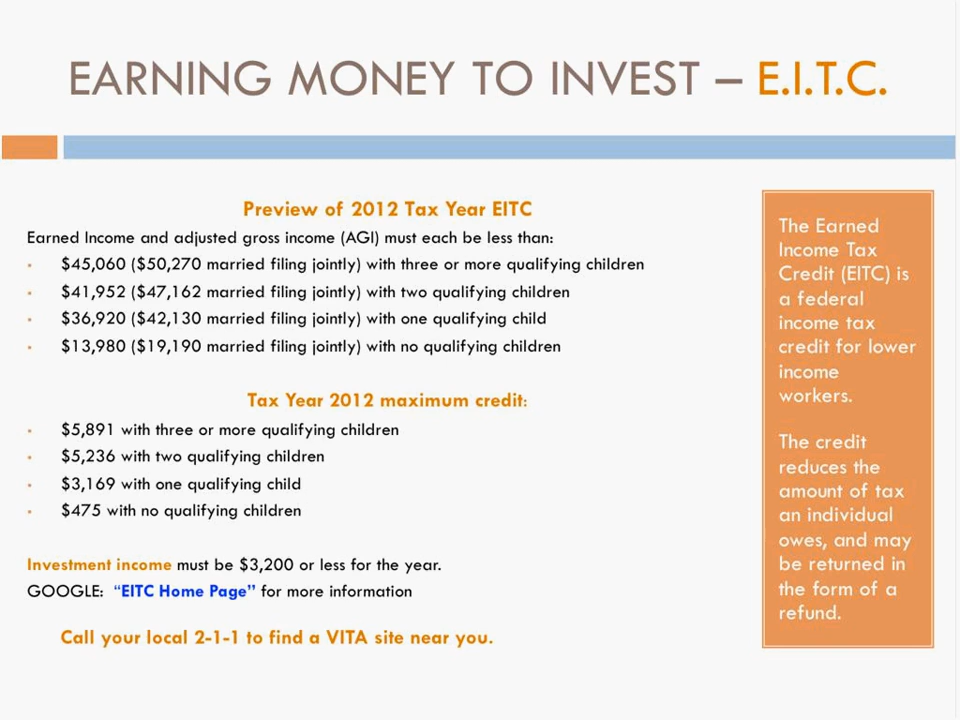 EARNING MONEY TO INVEST – E.I.T.C.
Preview of 2012 Tax Year EITC
Earned Income and adjusted gross income (AGI) must each be less than:
▪ $45,060 ($50,270 married filing jointly) with three or more qualifying children
▪ $41,952 ($47,162 married filing jointly) with two qualifying children
▪ $36,920 ($42,130 married filing jointly) with one qualifying child
▪ $13,980 ($19,190 married filing jointly) with no qualifying children
Tax Year 2012 maximum credit:
▪ $5,891 with three or more qualifying children
▪ $5,236 with two qualifying children
▪ $3,169 with one qualifying child
▪ $475 with no qualifying children
Investment income must be $3,200 or less for the year.
GOOGLE: “EITC Home Page” for more information
Call your local 2-1-1 to find a VITA site near you.
The Earned
Income Tax
Credit (EITC) is
a federal
income tax
credit for lower
income
workers.
The credit
reduces the
amount of tax
an individual
owes, and may
be returned in
the form of a
refund.